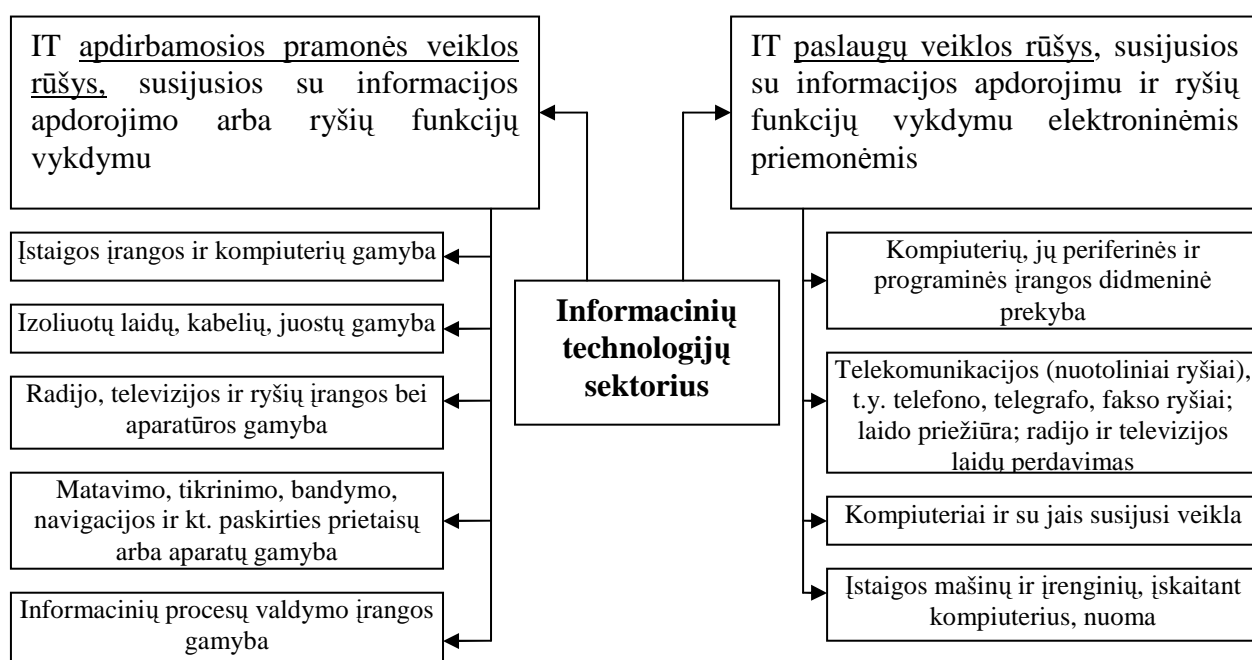 IT apdirbamosios pramonės veiklos
rūšys, susijusios su informacijos
apdorojimo arba ryšių funkcijų
vykdymu
IT paslaugų veiklos rūšys, susijusios
su informacijos apdorojimu ir ryšių
funkcijų vykdymu elektroninėmis
priemonėmis
Informacinių
technologijų
sektorius
Įstaigos įrangos ir kompiuterių gamyba
Izoliuotų laidų, kabelių, juostų gamyba
Radijo, televizijos ir ryšių įrangos bei
aparatūros gamyba
Matavimo, tikrinimo, bandymo,
navigacijos ir kt. paskirties prietaisų
arba aparatų gamyba
Informacinių procesų valdymo įrangos
gamyba
Kompiuterių, jų periferinės ir
programinės įrangos didmeninė
prekyba
Telekomunikacijos (nuotoliniai ryšiai),
t.y. telefono, telegrafo, fakso ryšiai;
laido priežiūra; radijo ir televizijos
laidų perdavimas
Kompiuteriai ir su jais susijusi veikla
Įstaigos mašinų ir įrenginių, įskaitant
kompiuterius, nuoma